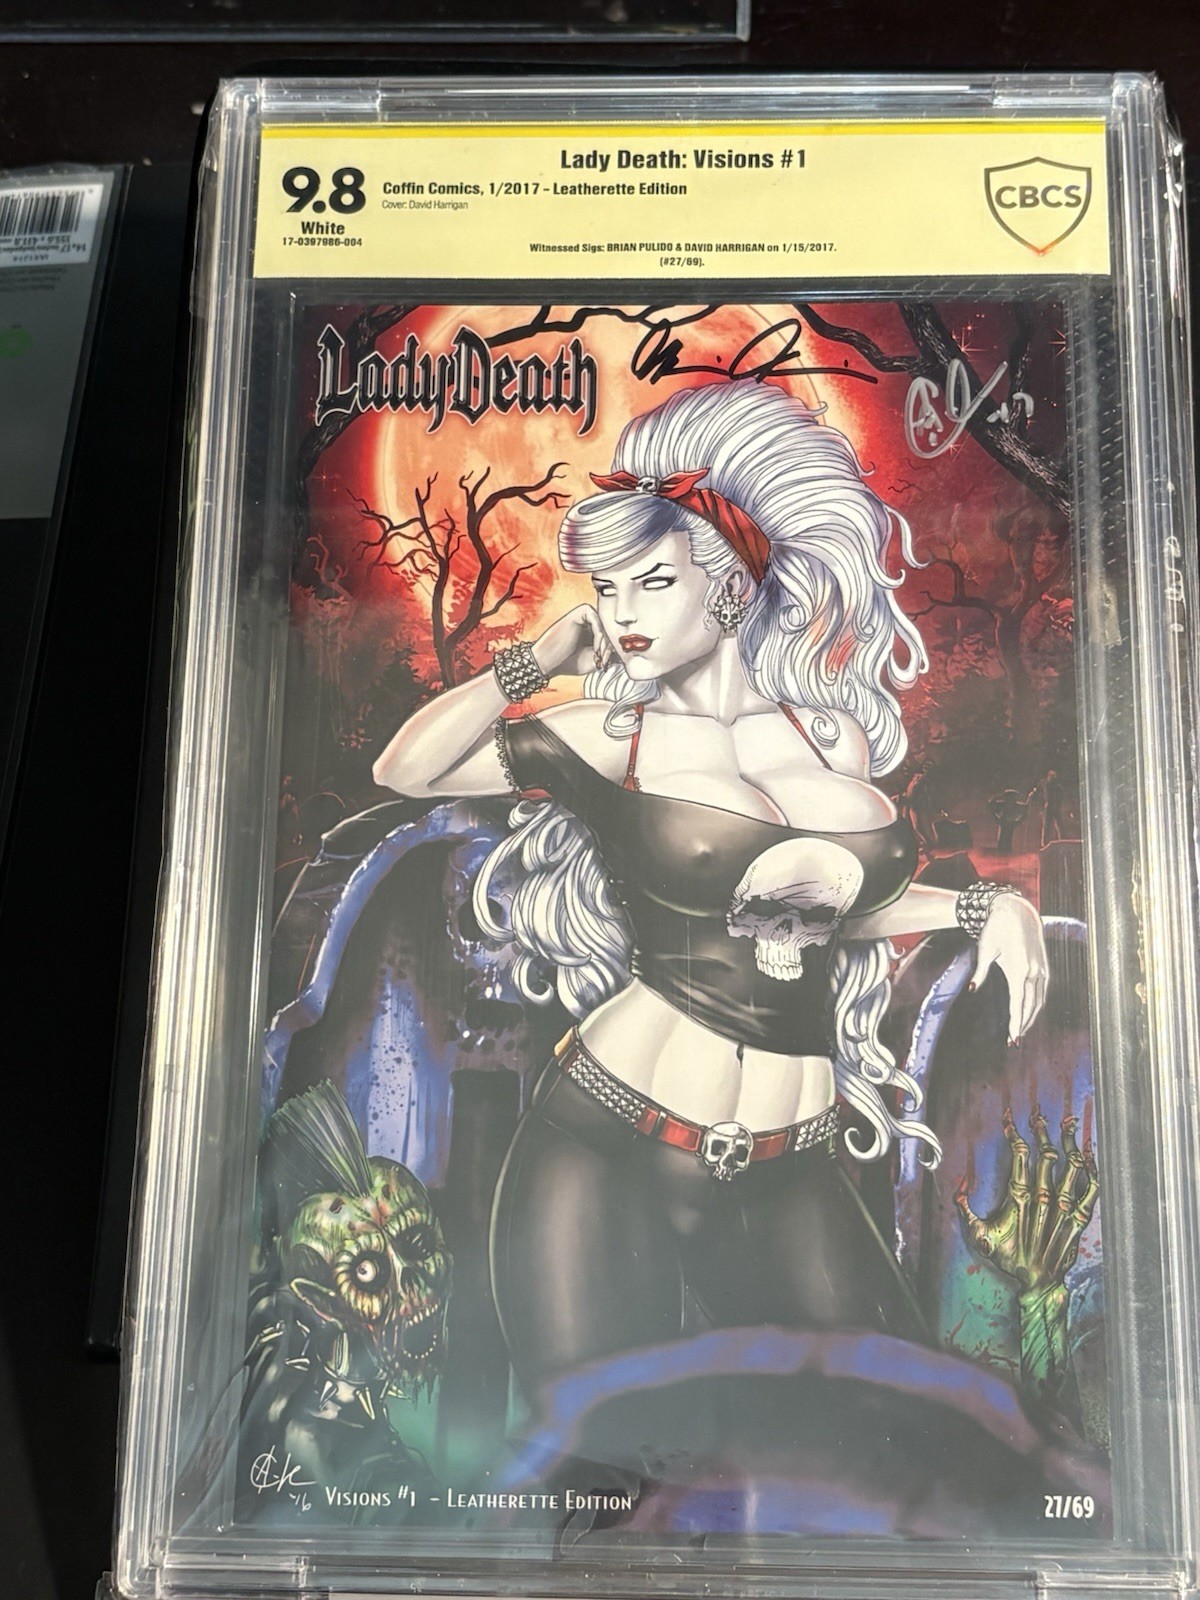 Lady Death: Visions #1
9.8
Coffin Comics, 1/2017 - Leatherette Edition
Cover: David Harrigan
White
17-0397986-004
Witnessed Sigs: BRIAN PULIDO & DAVID HARRIGAN on 1/15/2017.
(#27/69).
CBCS
Lady Death
'16
VISIONS #1 - LEATHERETTE EDITION
27/69